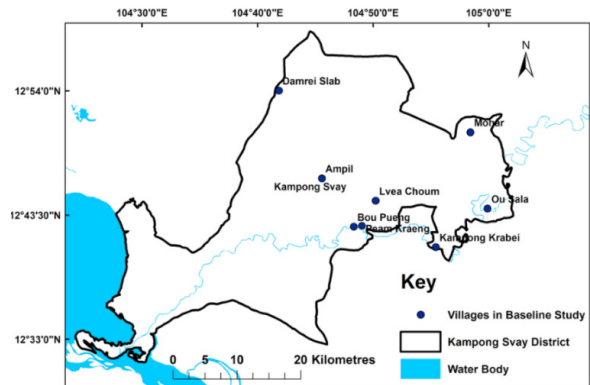 104°30'0"E 104°40'0"E 104°50'0"E 105°0'0"E
N
12°54'0"N
Damrei Slab
Mohar
Ampil
Kampong Svay
Lvea Choum
Ou Sala
12°43'30"N
Bou Pueng
Peam Kraeng
Kampong Krabei
Key
Villages in Baseline Study
12°33'0"N
Kampong Svay District
0 5 10 20 Kilometres
Water Body